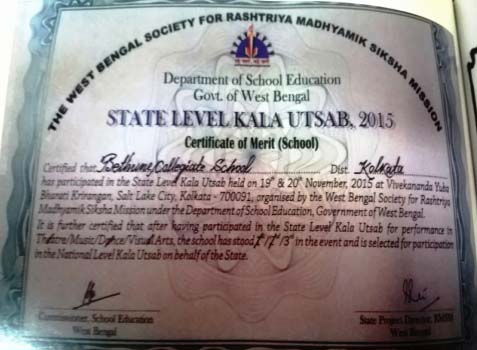 THE WEST BENGAL SOCIETY FOR RASHTRIYA MADHYAMIK SIKSHA MISSION
Department of School Education
Govt. of West Bengal
STATE LEVEL KALA UTSAB, 2015
Certificate of Merit (School)
Certified that Bethune Collegiate School Dist. Kolkata
has participated in the State Level Kala Utsab held on 19th & 20th November, 2015 at Vivekananda Yuba
Bharati Krirangan, Salt Lake City, Kolkata - 700091, organised by the West Bengal Society for Rashtriya
Madhyamik Siksha Mission under the Department of School Education, Government of West Bengal.
It is further certified that after having participated in the State Level Kala Utsab for performance in
Theatre/Music/Dance/Visual Arts, the school has stood / /3rd in the event and is selected for participation
in the National Level Kala Utsab on behalf of the State.
Commissioner, School Education
West Bengal
State Project Director, RMSM
West Bengal